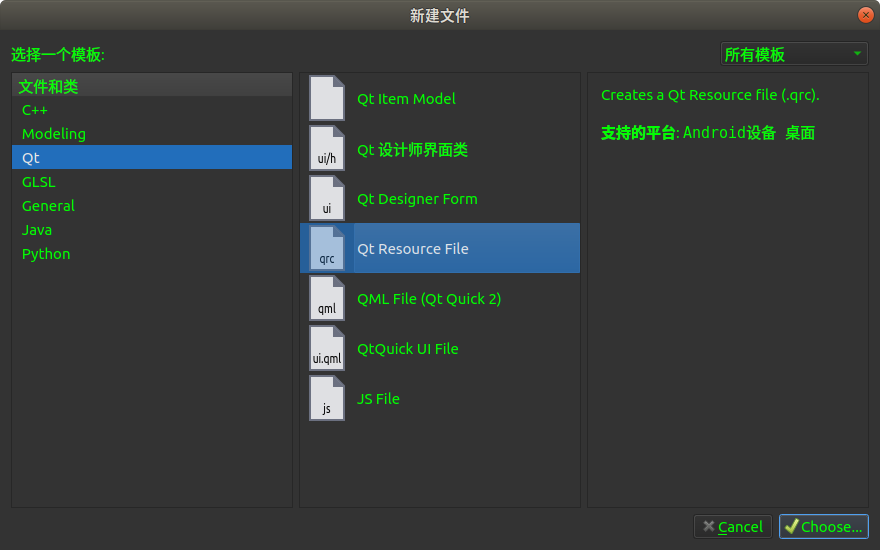 新建文件
选择一个模板:
所有模板
文件和类
C++
Modeling
Qt
GLSL
General
Java
Python
Qt Item Model
ui/h
Qt 设计师界面类
ui
Qt Designer Form
qrc
Qt Resource File
qml
QML File (Qt Quick 2)
ui.qml
QtQuick UI File
js
JS File
Creates a Qt Resource file (.qrc).
支持的平台: Android设备 桌面
Cancel
Choose...